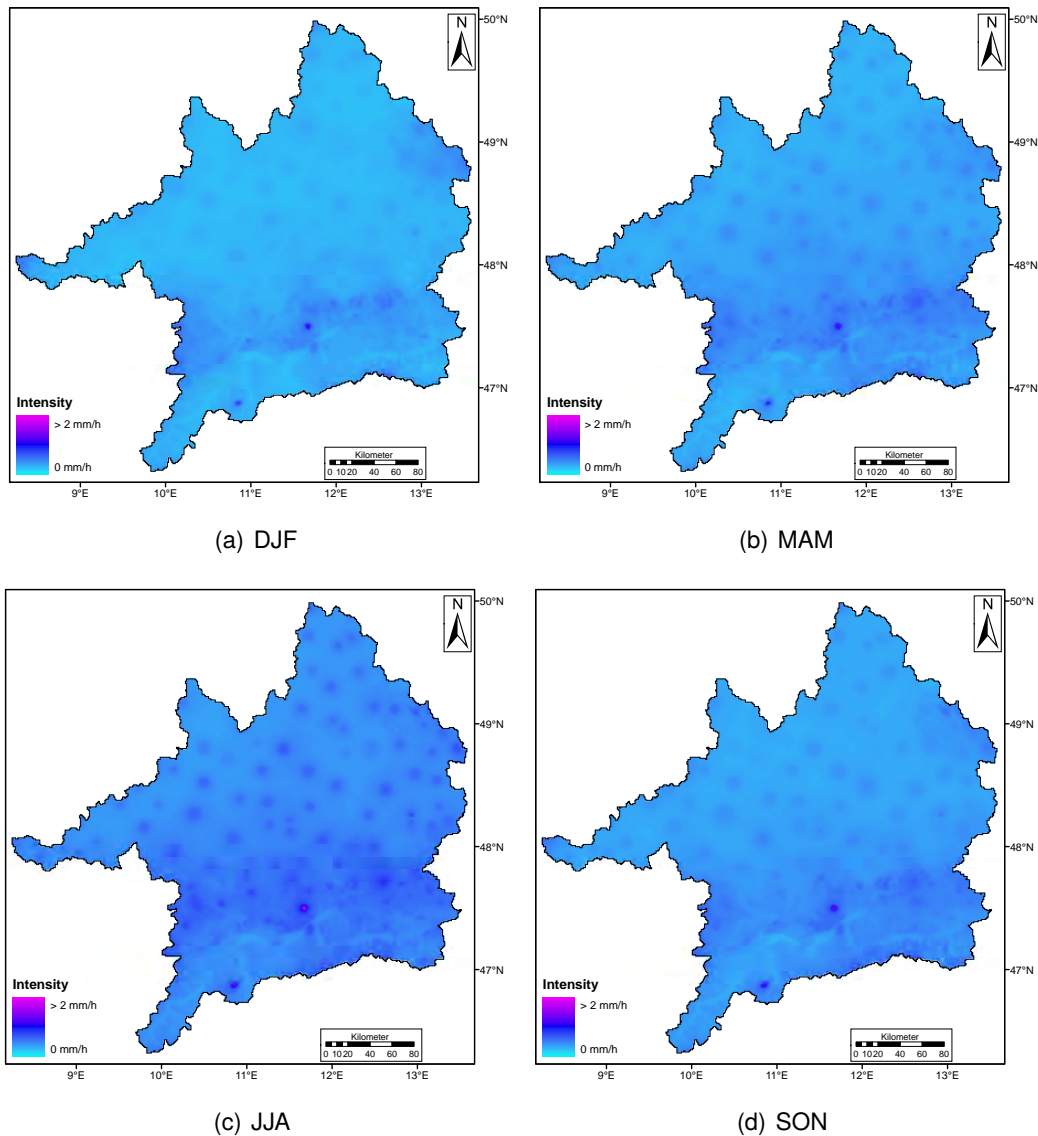 N
50°N
49°N
48°N
47°N
Intensity
> 2 mm/h
0 mm/h
Kilometer
0 10 20 40 60 80
9°E 10°E 11°E 12°E 13°E
(a) DJF
N
50°N
49°N
48°N
47°N
Intensity
> 2 mm/h
0 mm/h
Kilometer
0 10 20 40 60 80
9°E 10°E 11°E 12°E 13°E
(b) MAM
N
50°N
49°N
48°N
47°N
Intensity
> 2 mm/h
0 mm/h
Kilometer
0 10 20 40 60 80
9°E 10°E 11°E 12°E 13°E
(c) JJA
N
50°N
49°N
48°N
47°N
Intensity
> 2 mm/h
0 mm/h
Kilometer
0 10 20 40 60 80
9°E 10°E 11°E 12°E 13°E
(d) SON